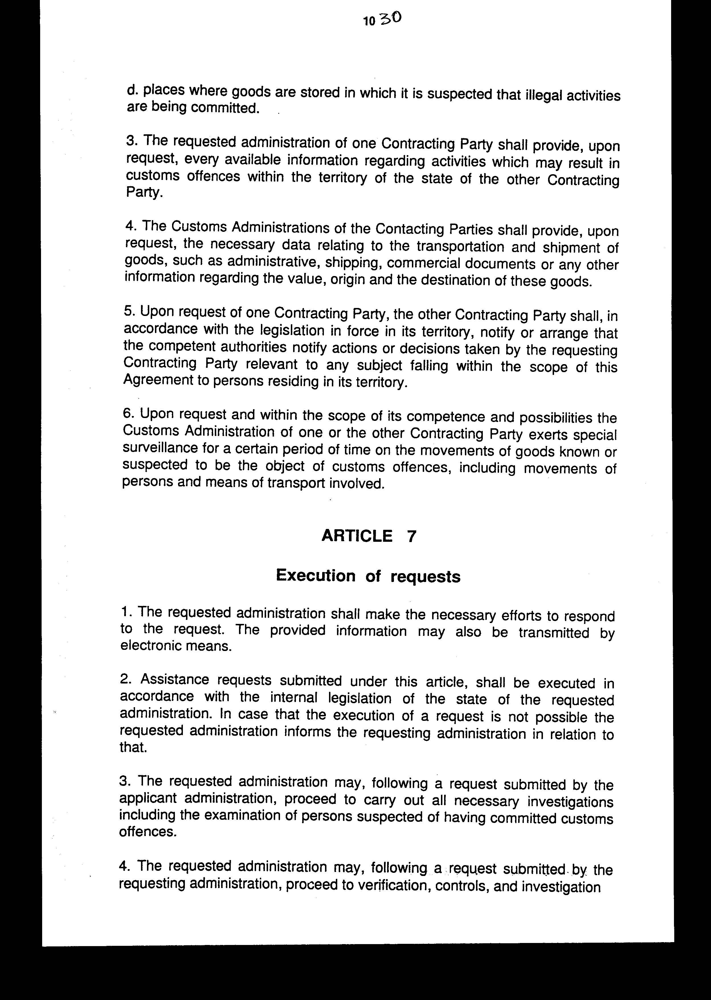 10 30
d. places where goods are stored in which it is suspected that illegal activities
are being committed.
3. The requested administration of one Contracting Party shall provide, upon
request, every available information regarding activities which may result in
customs offences within the territory of the state of the other Contracting
Party.
4. The Customs Administrations of the Contacting Parties shall provide, upon
request, the necessary data relating to the transportation and shipment of
goods, such as administrative, shipping, commercial documents or any other
information regarding the value, origin and the destination of these goods.
5. Upon request of one Contracting Party, the other Contracting Party shall, in
accordance with the legislation in force in its territory, notify or arrange that
the competent authorities notify actions or decisions taken by the requesting
Contracting Party relevant to any subject falling within the scope of this
Agreement to persons residing in its territory.
6. Upon request and within the scope of its competence and possibilities the
Customs Administration of one or the other Contracting Party exerts special
surveillance for a certain period of time on the movements of goods known or
suspected to be the object of customs offences, including movements of
persons and means of transport involved.
ARTICLE 7
Execution of requests
1. The requested administration shall make the necessary efforts to respond
to the request. The provided information may also be transmitted by
electronic means.
2. Assistance requests submitted under this article, shall be executed in
accordance with the internal legislation of the state of the requested
administration. In case that the execution of a request is not possible the
requested administration informs the requesting administration in relation to
that.
3. The requested administration may, following a request submitted by the
applicant administration, proceed to carry out all necessary investigations
including the examination of persons suspected of having committed customs
offences.
4. The requested administration may, following a request submitted by the
requesting administration, proceed to verification, controls, and investigation